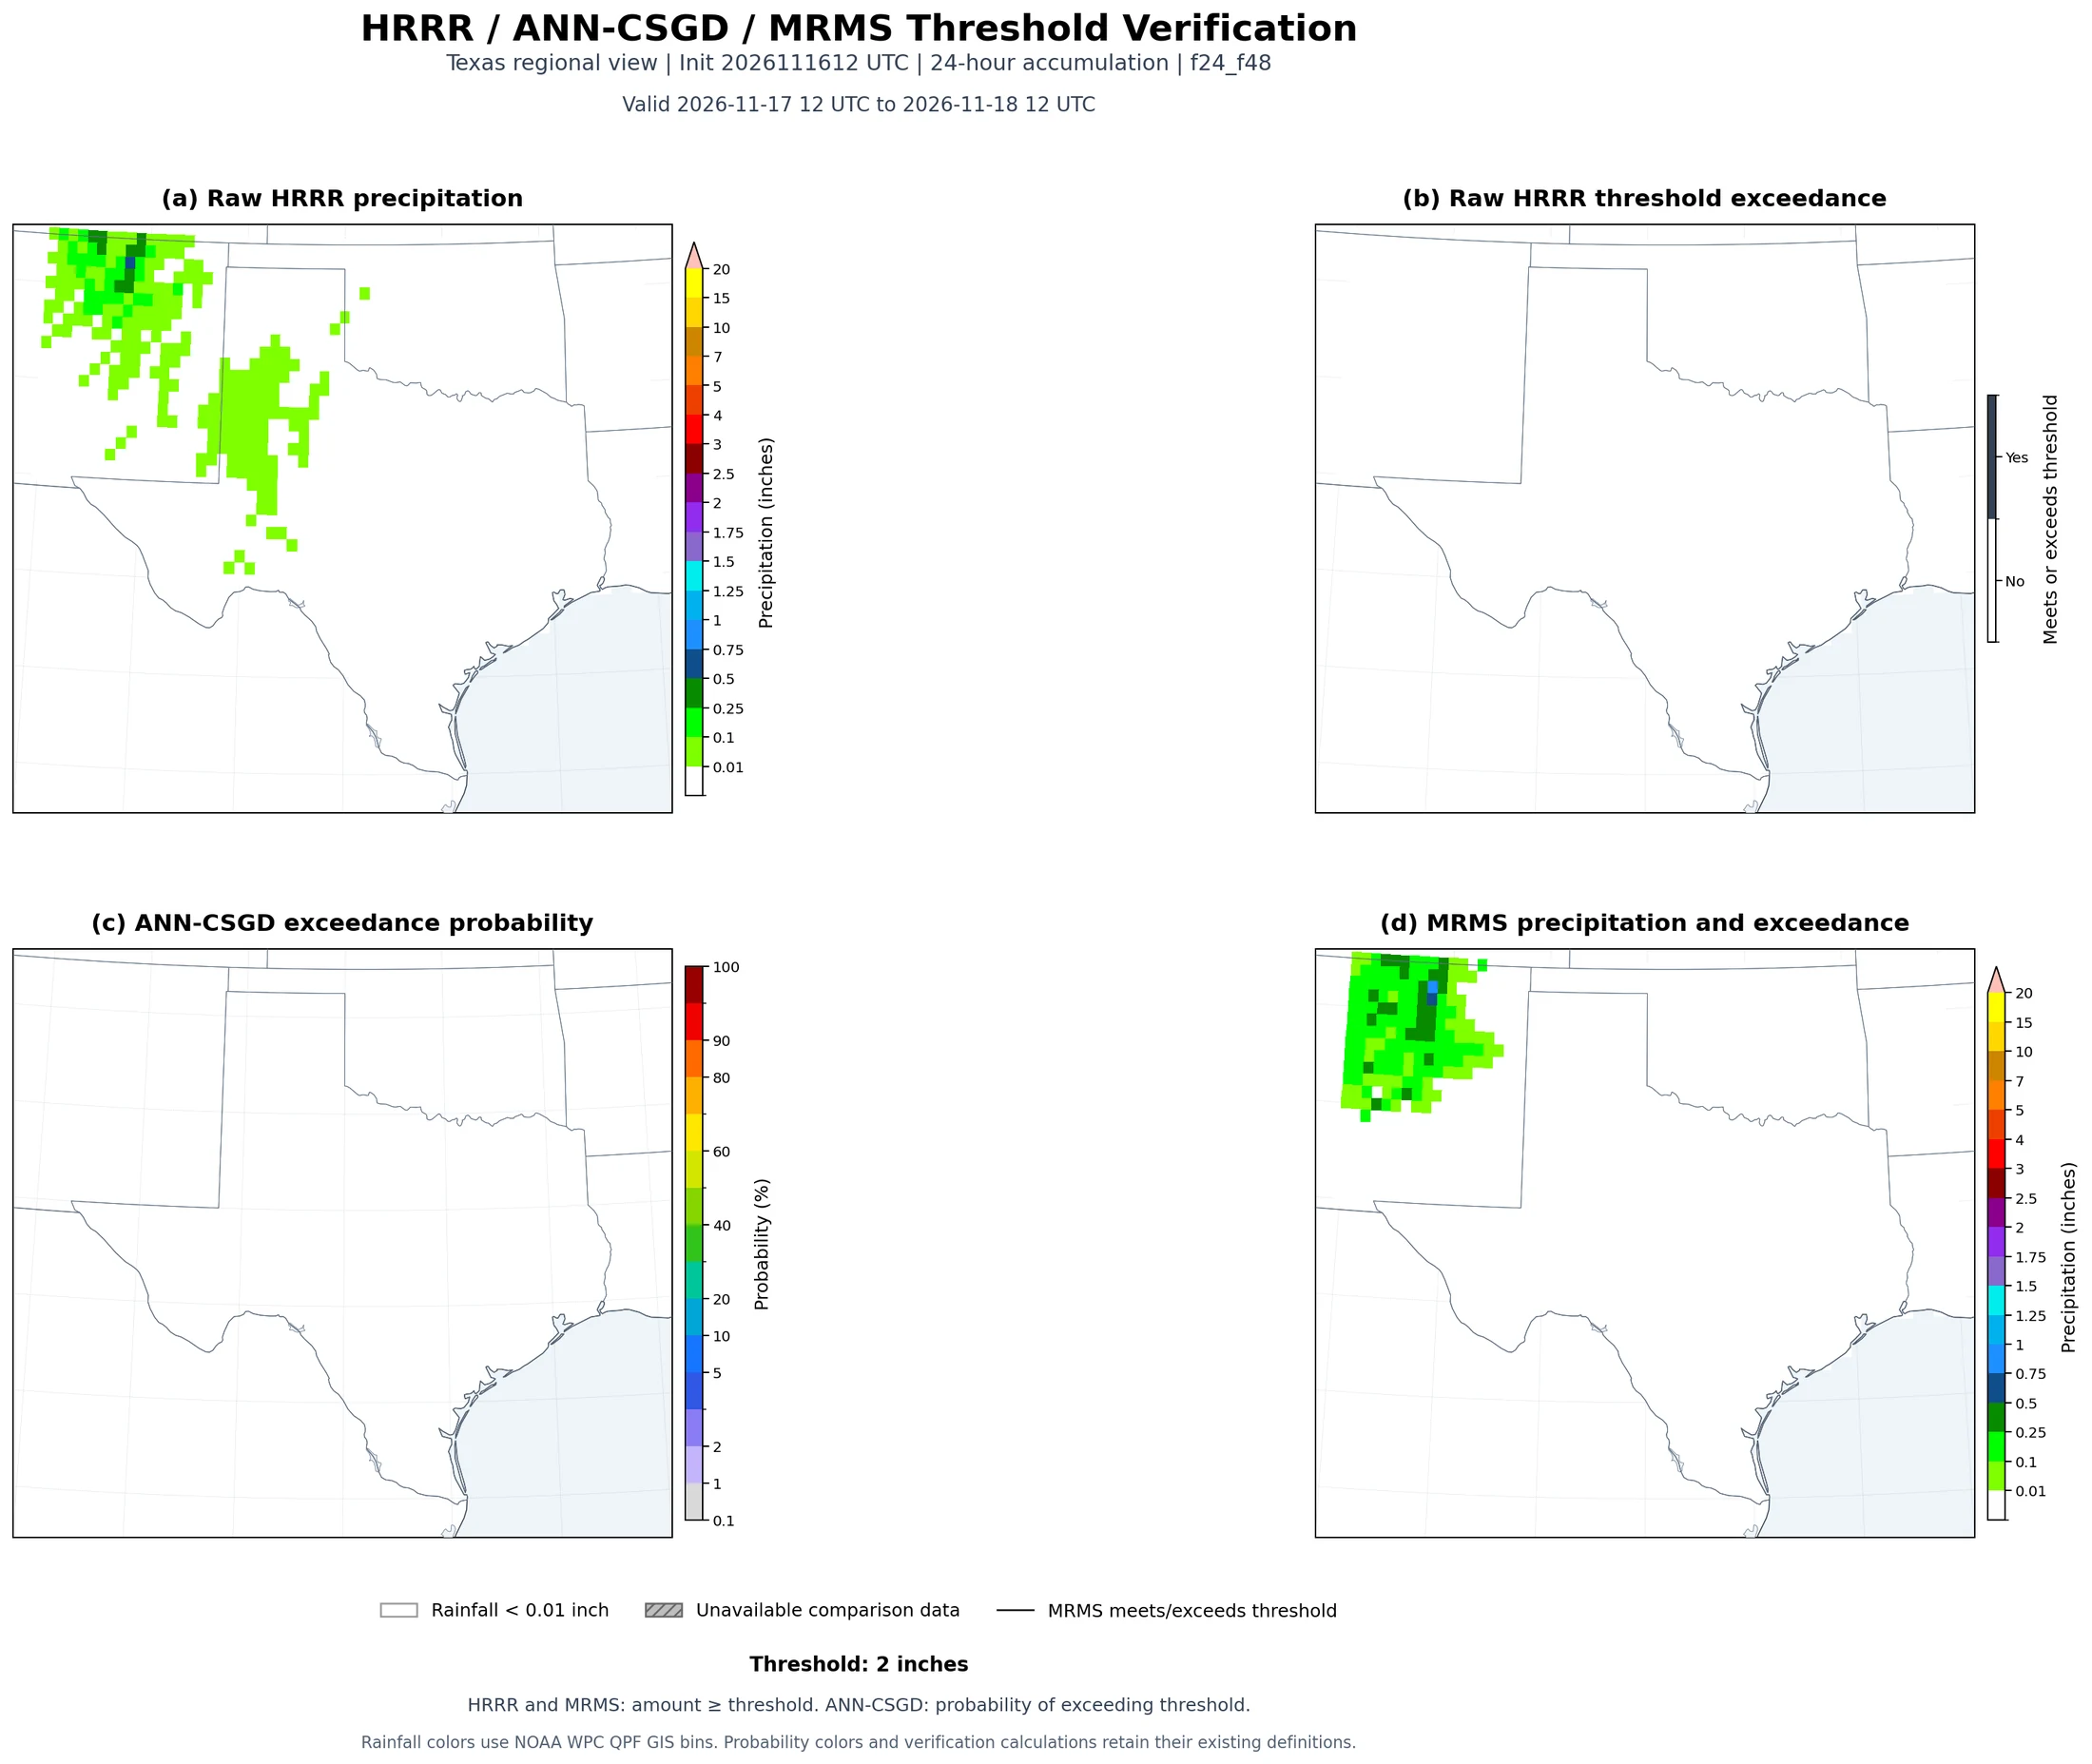 HRRR / ANN-CSGD / MRMS Threshold Verification
Texas regional view | Init 2026111612 UTC | 24-hour accumulation | f24_f48
Valid 2026-11-17 12 UTC to 2026-11-18 12 UTC
(a) Raw HRRR precipitation
20
15
10
7
5
4
3
2.5
2
1.75
1.5
1.25
1
0.75
0.5
0.25
0.1
0.01
Precipitation (inches)
(b) Raw HRRR threshold exceedance
Yes
No
Meets or exceeds threshold
(c) ANN-CSGD exceedance probability
100
90
80
60
40
20
10
5
2
1
0.1
Probability (%)
(d) MRMS precipitation and exceedance
20
15
10
7
5
4
3
2.5
2
1.75
1.5
1.25
1
0.75
0.5
0.25
0.1
0.01
Precipitation (inches)
Rainfall < 0.01 inch
Unavailable comparison data
MRMS meets/exceeds threshold
Threshold: 2 inches
HRRR and MRMS: amount ≥ threshold. ANN-CSGD: probability of exceeding threshold.
Rainfall colors use NOAA WPC QPF GIS bins. Probability colors and verification calculations retain their existing definitions.